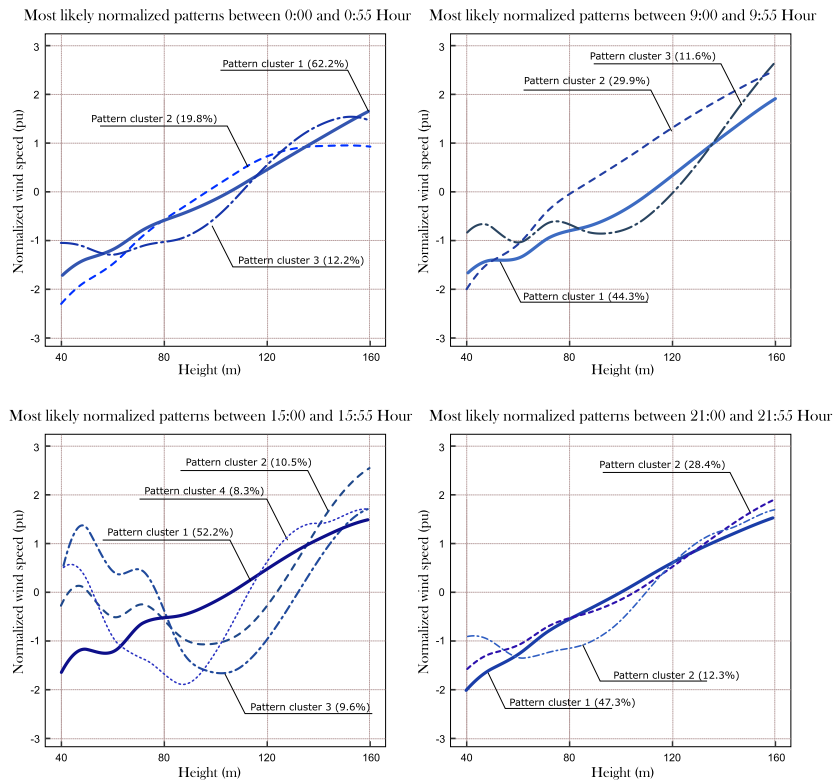 Most likely normalized patterns between 0:00 and 0:55 Hour
Normalized wind speed (pu)
3
2
1
0
-1
-2
-3
Pattern cluster 1 (62.2%)
Pattern cluster 2 (19.8%)
Pattern cluster 3 (12.2%)
40
80
120
160
Height (m)
Most likely normalized patterns between 9:00 and 9:55 Hour
Normalized wind speed (pu)
3
2
1
0
-1
-2
-3
Pattern cluster 3 (11.6%)
Pattern cluster 2 (29.9%)
Pattern cluster 1 (44.3%)
40
80
120
160
Height (m)
Most likely normalized patterns between 15:00 and 15:55 Hour
Normalized wind speed (pu)
3
2
1
0
-1
-2
-3
Pattern cluster 2 (10.5%)
Pattern cluster 4 (8.3%)
Pattern cluster 1 (52.2%)
Pattern cluster 3 (9.6%)
40
80
120
160
Height (m)
Most likely normalized patterns between 21:00 and 21:55 Hour
Normalized wind speed (pu)
3
2
1
0
-1
-2
-3
Pattern cluster 2 (28.4%)
Pattern cluster 2 (12.3%)
Pattern cluster 1 (47.3%)
40
80
120
160
Height (m)